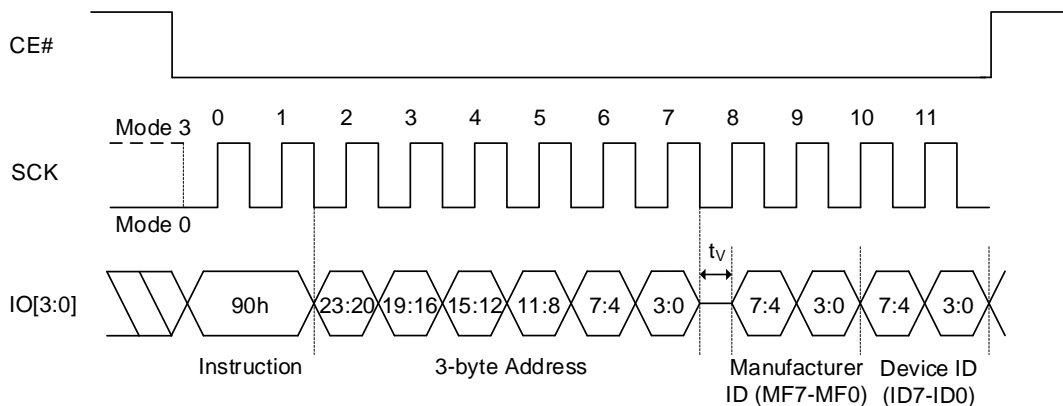 CE#
0 1 2 3 4 5 6 7 8 9 10 11
Mode 3
SCK
Mode 0
tV
IO[3:0]
90h 23:20 19:16 15:12 11:8 7:4 3:0 7:4 3:0 7:4 3:0
Instruction
3-byte Address
Manufacturer
ID (MF7-MF0)
Device ID
(ID7-ID0)